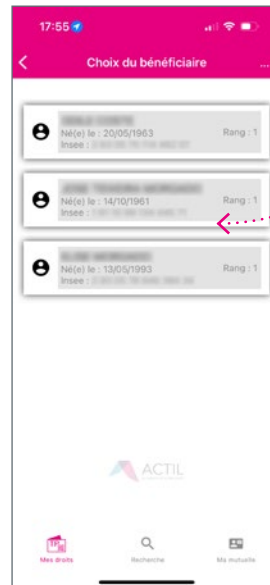 17:55
Choix du bénéficiaire
...
Né(e) le : 20/05/1963
Rang : 1
Insee :
Né(e) le : 14/10/1961
Rang : 1
Insee :
Né(e) le : 13/05/1993
Rang : 1
Insee :
ACTIL
TP
Mes droits
Recherche
Ma mutuelle